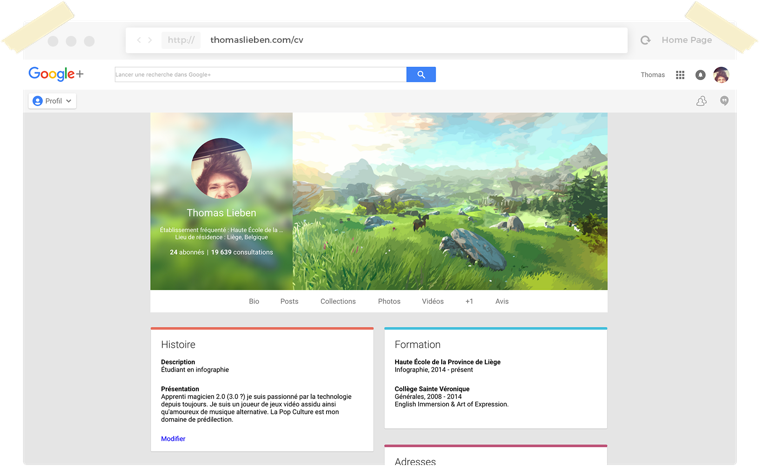 http:// thomaslieben.com/cv Home Page
Google+ Lancer une recherche dans Google+ Thomas
Profil
Thomas Lieben
Établissement fréquenté : Haute École de la ...
Lieu de résidence : Liège, Belgique
24 abonnés | 19 639 consultations
Bio Posts Collections Photos Vidéos +1 Avis
Histoire
Description
Étudiant en infographie
Présentation
Apprenti magicien 2.0 (3.0 ?) je suis passionné par la technologie
depuis toujours. Je suis un joueur de jeux vidéo assidu ainsi
qu'amoureux de musique alternative. La Pop Culture est mon
domaine de prédilection.
Modifier
Formation
Haute École de la Province de Liège
Infographie, 2014 - présent
Collège Sainte Véronique
Générales, 2008 - 2014
English Immersion & Art of Expression.
Adresses